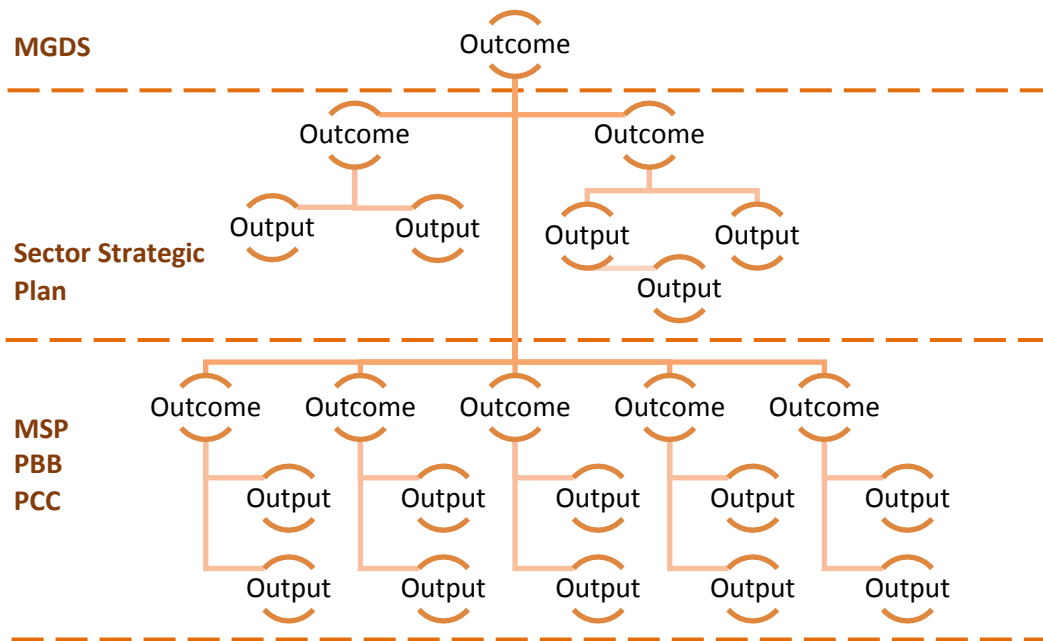 MGDS
Outcome
Outcome Outcome
Output Output Output Output
Sector Strategic
Plan
Output
Outcome Outcome Outcome Outcome Outcome
MSP
PBB
PCC
Output Output Output Output Output
Output Output Output Output Output